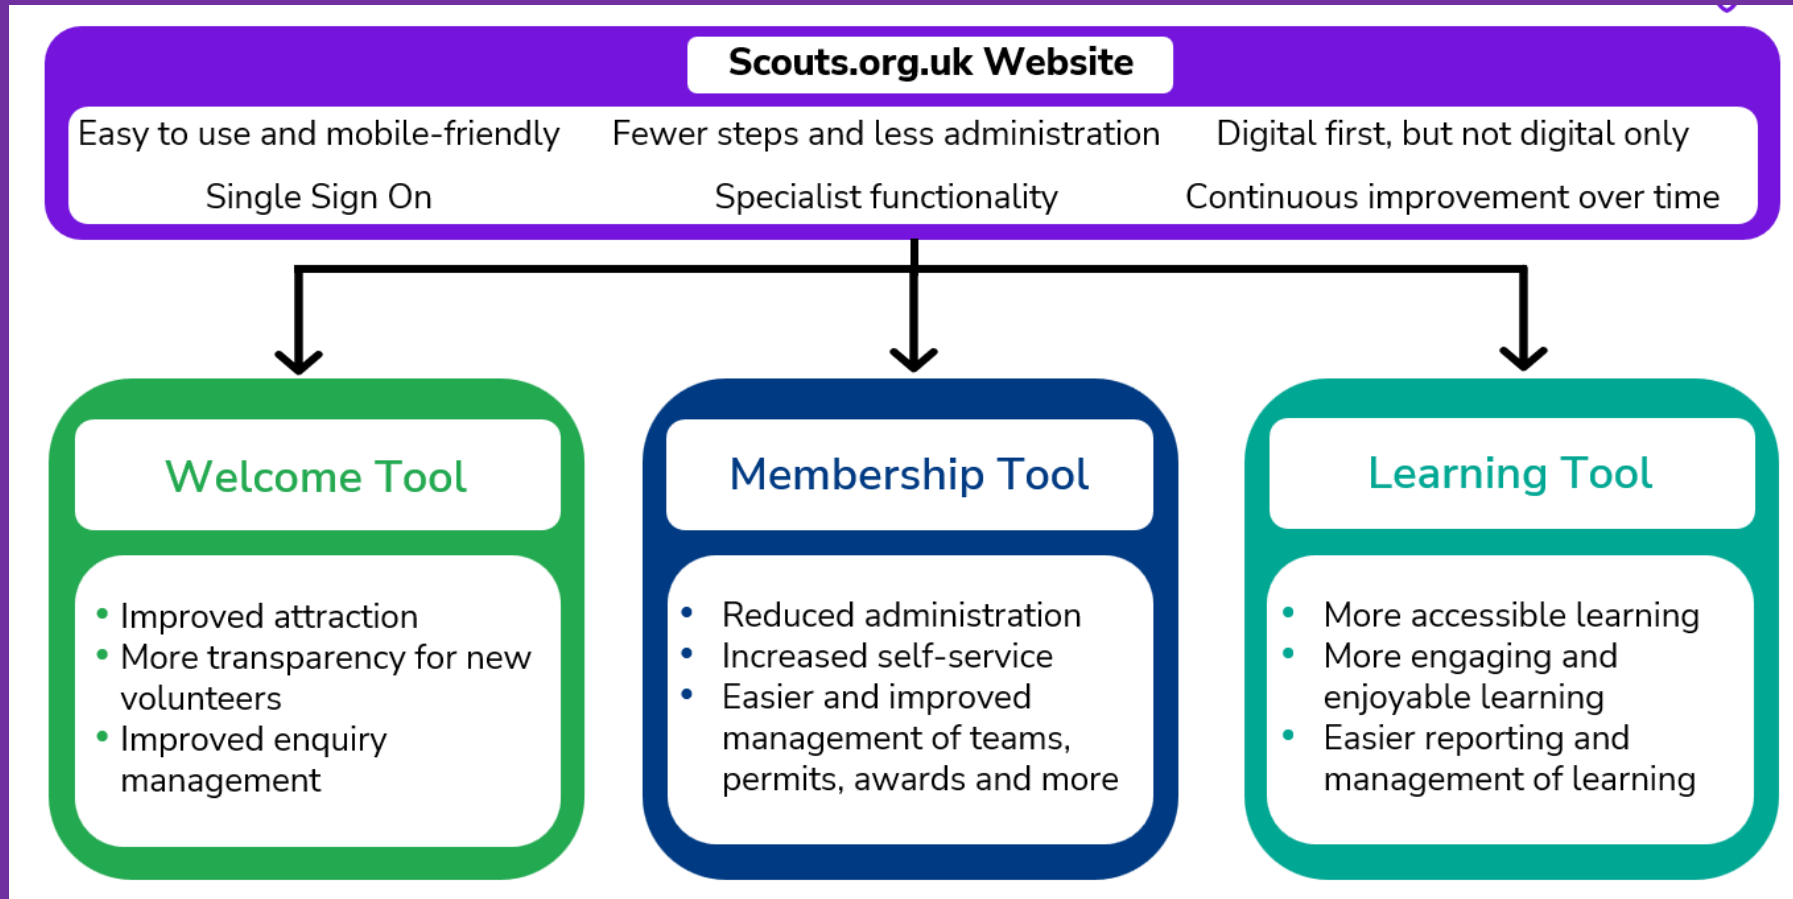 Scouts.org.uk Website
Easy to use and mobile-friendly
Fewer steps and less administration
Digital first, but not digital only
Single Sign On
Specialist functionality
Continuous improvement over time
Welcome Tool
• Improved attraction
• More transparency for new
volunteers
• Improved enquiry
management
Membership Tool
• Reduced administration
• Increased self-service
• Easier and improved
management of teams,
permits, awards and more
Learning Tool
• More accessible learning
• More engaging and
enjoyable learning
• Easier reporting and
management of learning